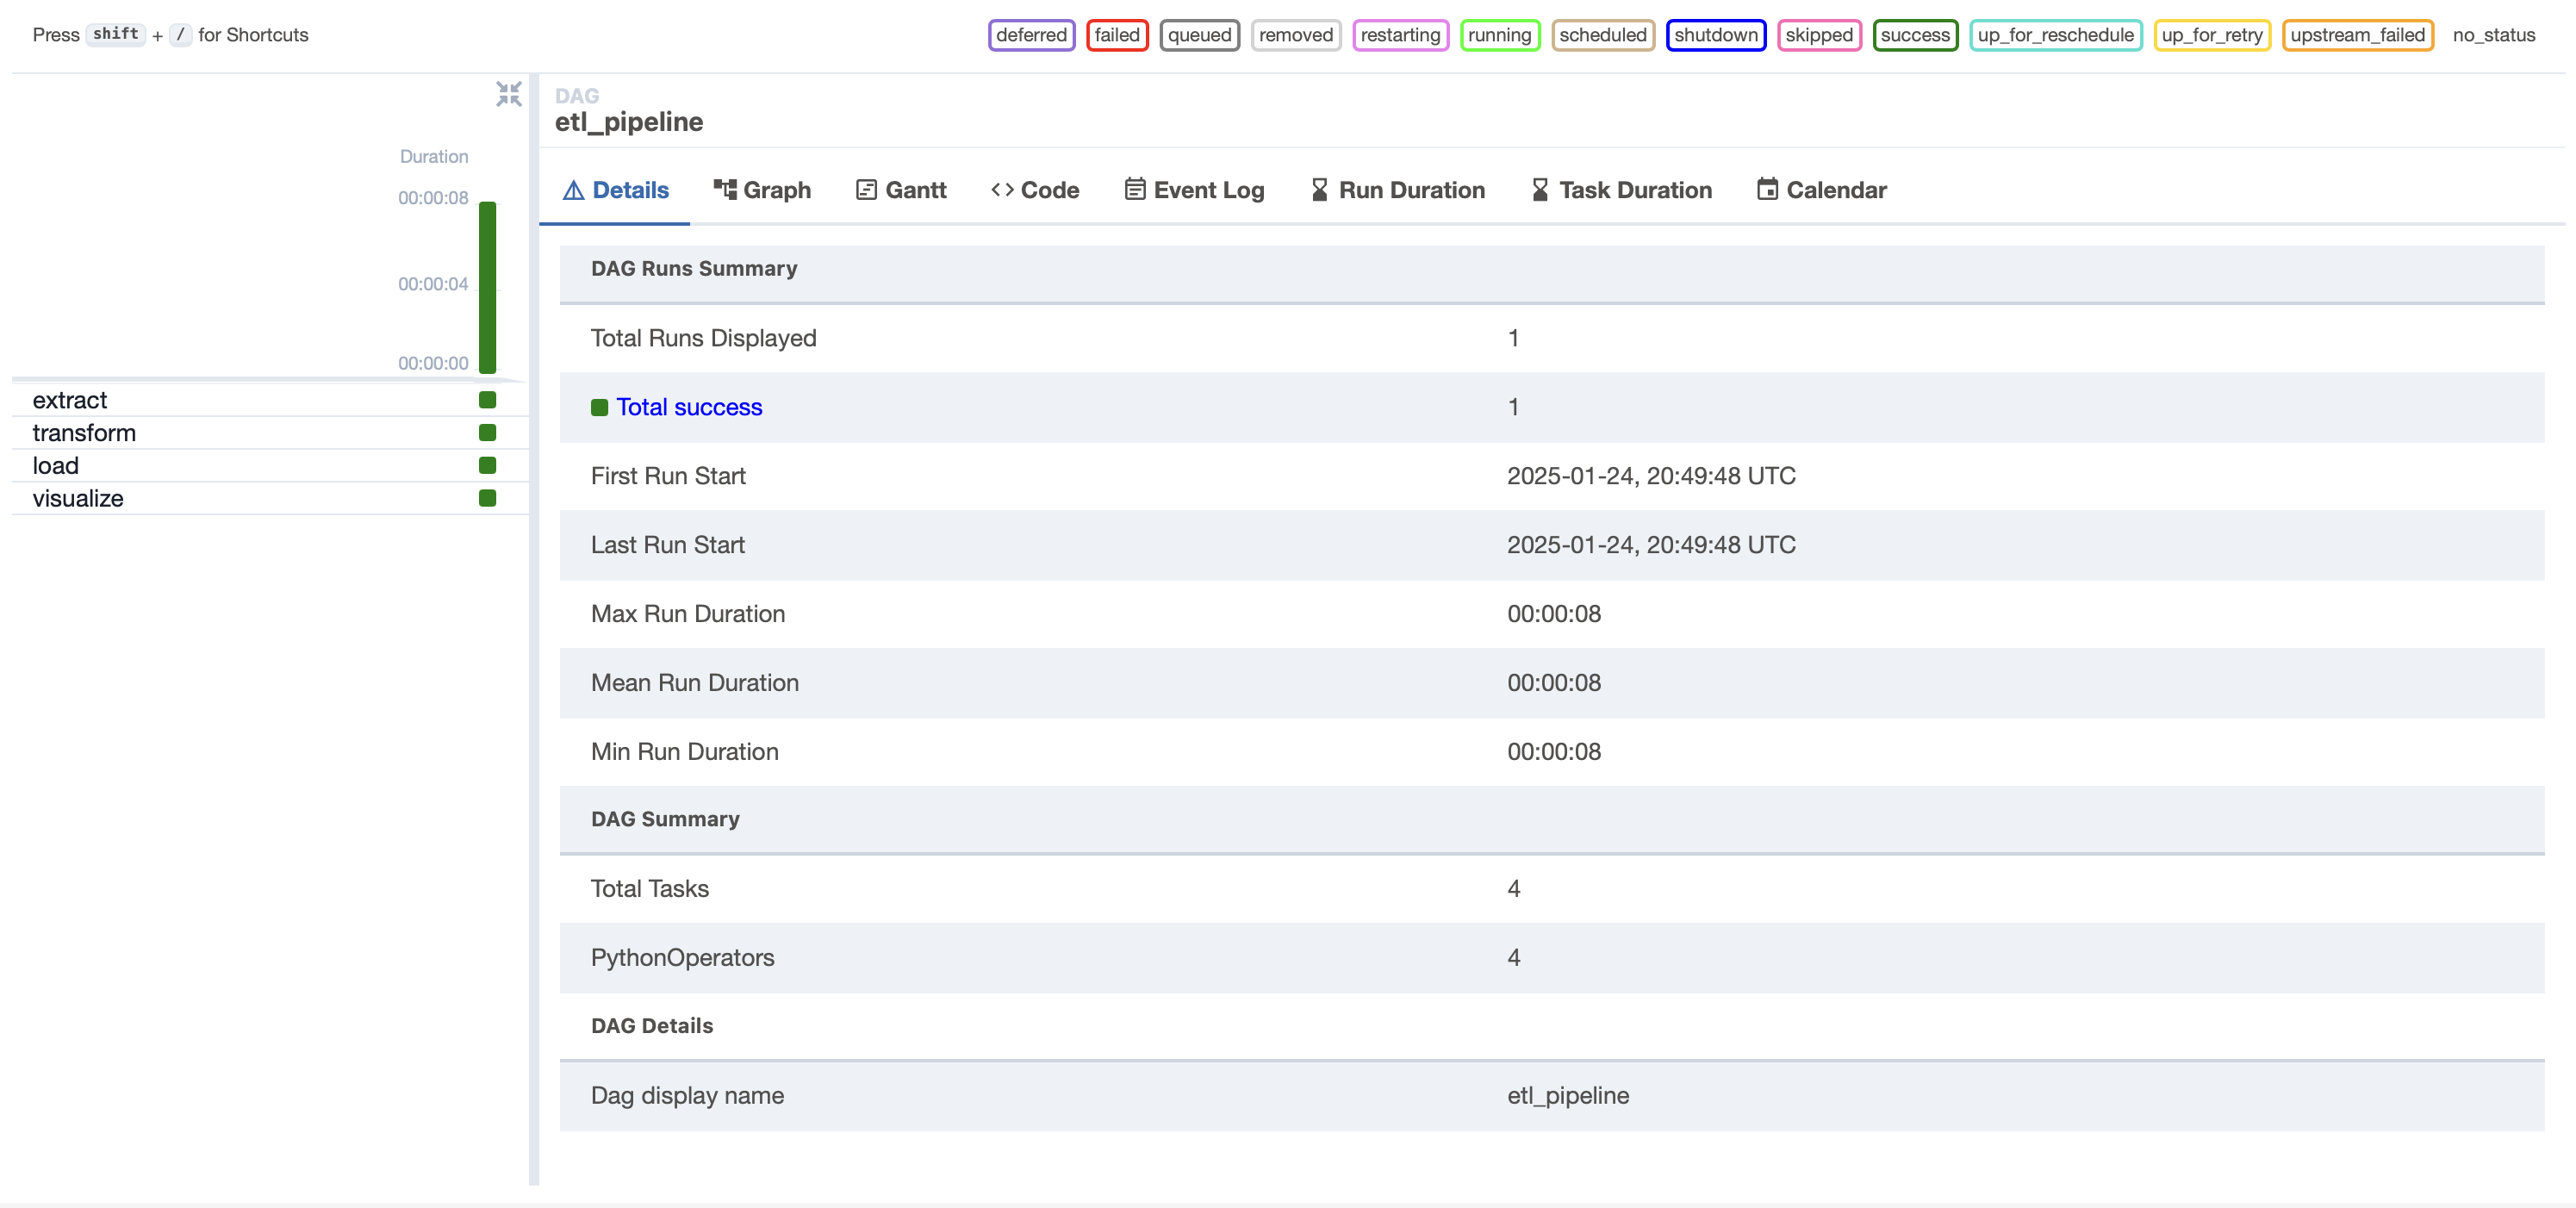 Press shift + / for Shortcuts
deferred failed queued removed restarting running scheduled shutdown skipped success up_for_reschedule up_for_retry upstream_failed no_status
Duration
00:00:08
00:00:04
00:00:00
extract
transform
load
visualize
DAG
etl_pipeline
Details Graph Gantt Code Event Log Run Duration Task Duration Calendar
DAG Runs Summary
Total Runs Displayed 1
Total success 1
First Run Start 2025-01-24, 20:49:48 UTC
Last Run Start 2025-01-24, 20:49:48 UTC
Max Run Duration 00:00:08
Mean Run Duration 00:00:08
Min Run Duration 00:00:08
DAG Summary
Total Tasks 4
PythonOperators 4
DAG Details
Dag display name etl_pipeline